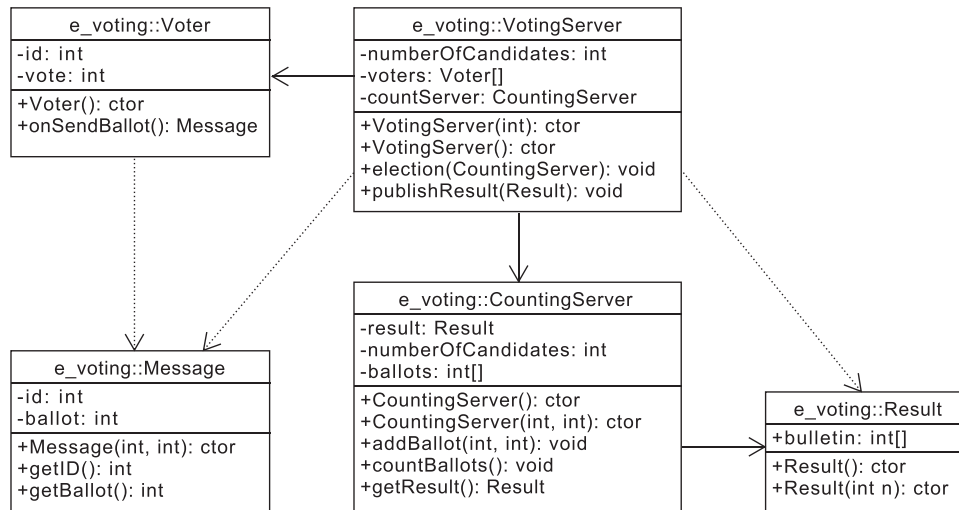 e_voting::Voter
-id: int
-vote: int
+Voter(): ctor
+onSendBallot(): Message
e_voting::VotingServer
-numberOfCandidates: int
-voters: Voter[]
-countServer: CountingServer
+VotingServer(int): ctor
+VotingServer(): ctor
+election(CountingServer): void
+publishResult(Result): void
e_voting::CountingServer
-result: Result
-numberOfCandidates: int
-ballots: int[]
+CountingServer(): ctor
+CountingServer(int, int): ctor
+addBallot(int, int): void
+countBallots(): void
+getResult(): Result
e_voting::Message
-id: int
-ballot: int
+Message(int, int): ctor
+getID(): int
+getBallot(): int
e_voting::Result
+bulletin: int[]
+Result(): ctor
+Result(int n): ctor